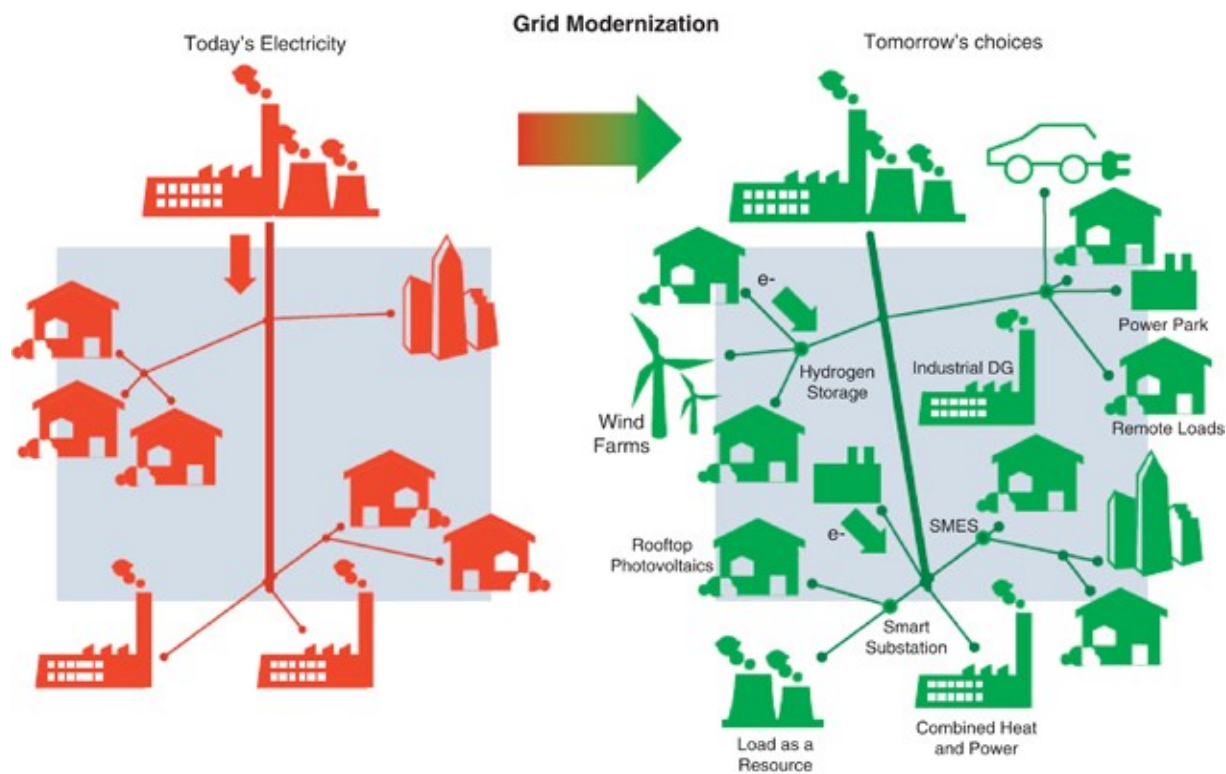 Grid Modernization
Today's Electricity
Tomorrow's choices
e-
Power Park
Hydrogen
Storage
Industrial DG
Wind
Farms
Remote Loads
SMES
e-
Rooftop
Photovoltaics
Smart
Substation
Load as a
Resource
Combined Heat
and Power